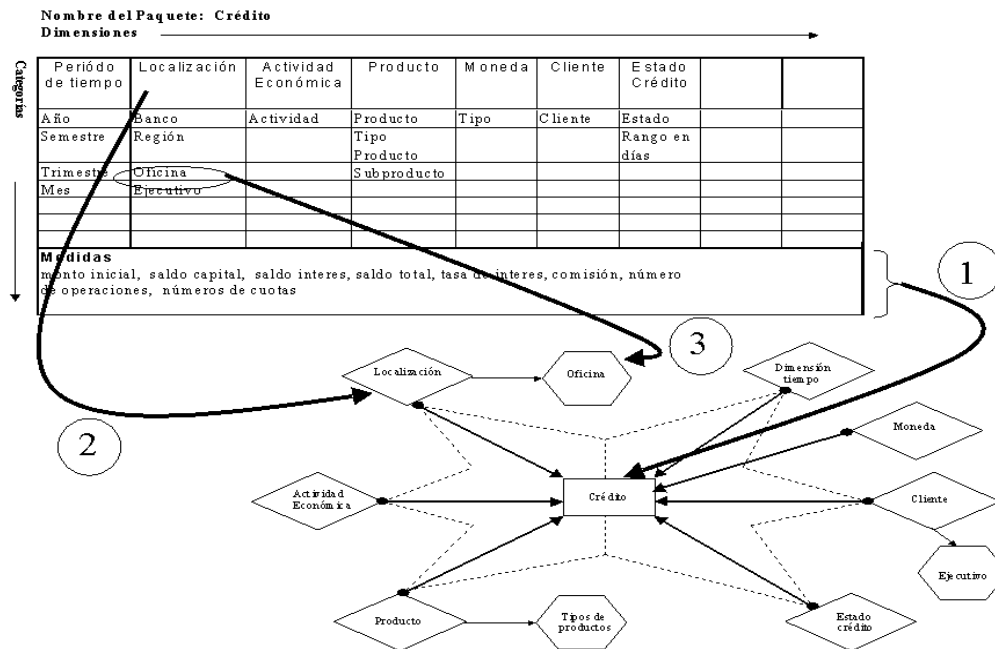 Nombre del Paquete: Crédito
Dimensiones
Categorías
Periódo de tiempo
Localización
Actividad Económica
Producto
Moneda
Cliente
Estado Crédito
Año
Banco
Actividad
Producto
Tipo
Cliente
Estado
Semestre
Región
Tipo Producto
Rango en días
Trimestre
Oficina
Subproducto
Mes
Ejecutivo
Medidas
monto inicial, saldo capital, saldo interes, saldo total, tasa de interes, comisión, número
de operaciones, números de cuotas
1
3
2
Localización
Oficina
Dimensión
tiempo
Moneda
Actividad
Económica
Crédito
Cliente
Ejecutivo
Producto
Tipos de
productos
Estado
crédito